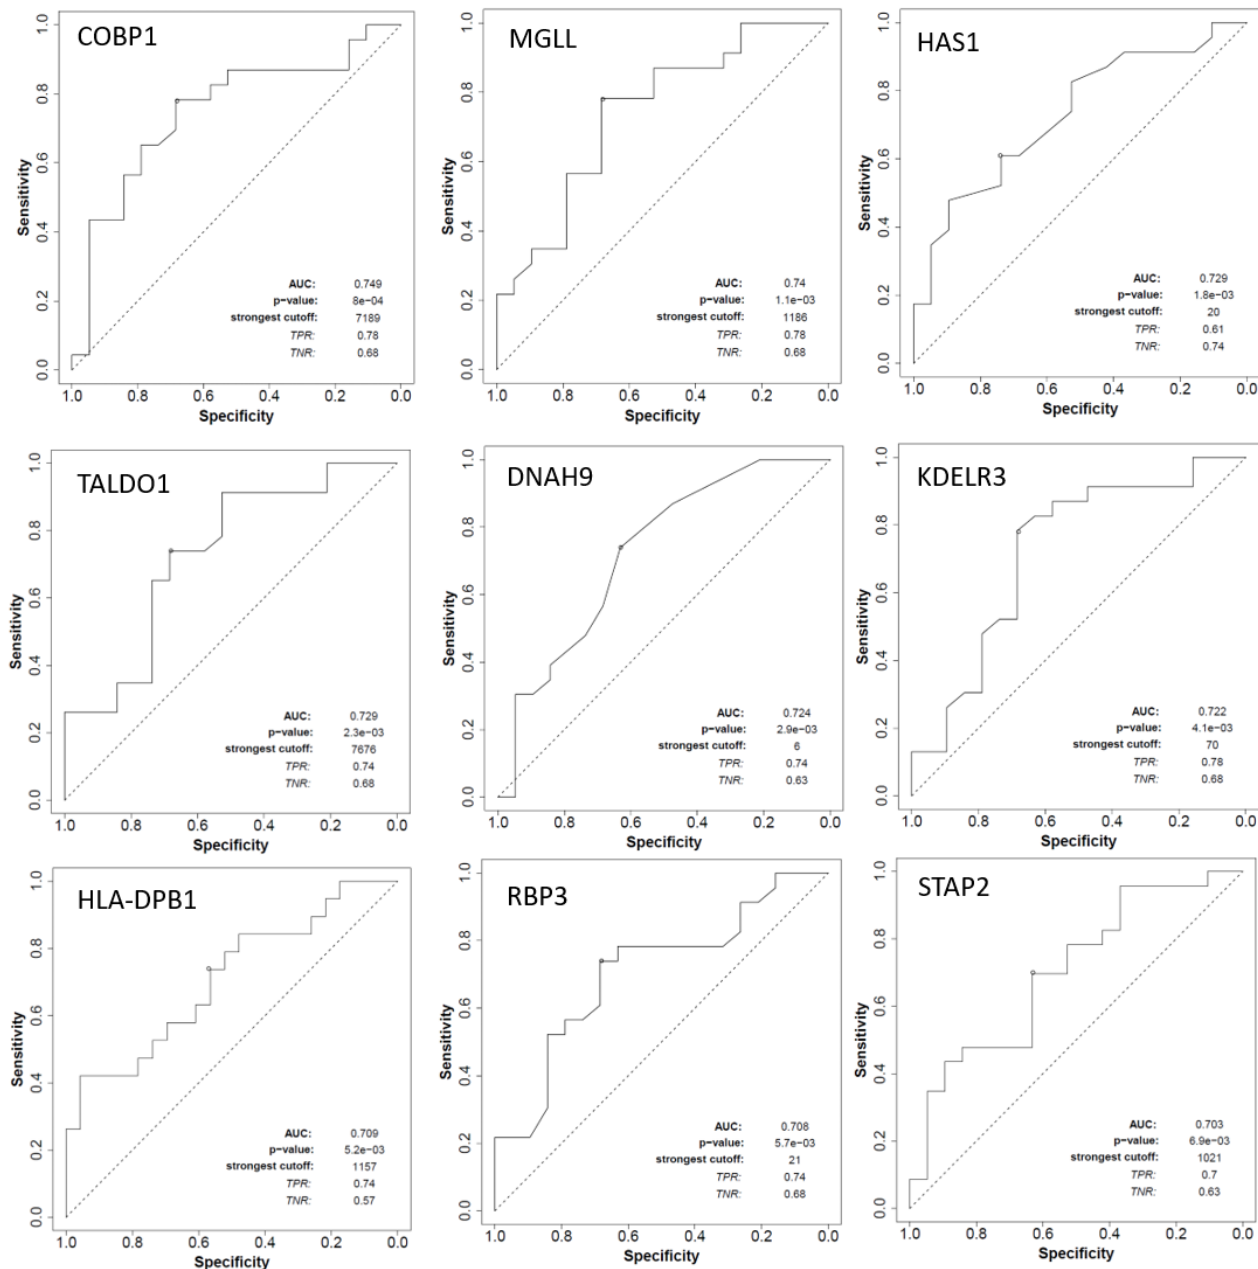 COBP1
Sensitivity
0.0 0.2 0.4 0.6 0.8 1.0
AUC: 0.749
p-value: 8e-04
strongest cutoff: 7189
TPR: 0.78
TNR: 0.68
1.0 0.8 0.6 0.4 0.2 0.0
Specificity
MGLL
Sensitivity
0.0 0.2 0.4 0.6 0.8 1.0
AUC: 0.74
p-value: 1.1e-03
strongest cutoff: 1186
TPR: 0.78
TNR: 0.68
1.0 0.8 0.6 0.4 0.2 0.0
Specificity
HAS1
Sensitivity
0.0 0.2 0.4 0.6 0.8 1.0
AUC: 0.729
p-value: 1.8e-03
strongest cutoff: 20
TPR: 0.61
TNR: 0.74
1.0 0.8 0.6 0.4 0.2 0.0
Specificity
TALDO1
Sensitivity
0.0 0.2 0.4 0.6 0.8 1.0
AUC: 0.729
p-value: 2.3e-03
strongest cutoff: 7676
TPR: 0.74
TNR: 0.68
1.0 0.8 0.6 0.4 0.2 0.0
Specificity
DNAH9
Sensitivity
0.0 0.2 0.4 0.6 0.8 1.0
AUC: 0.724
p-value: 2.9e-03
strongest cutoff: 6
TPR: 0.74
TNR: 0.63
1.0 0.8 0.6 0.4 0.2 0.0
Specificity
KDELR3
Sensitivity
0.0 0.2 0.4 0.6 0.8 1.0
AUC: 0.722
p-value: 4.1e-03
strongest cutoff: 70
TPR: 0.78
TNR: 0.68
1.0 0.8 0.6 0.4 0.2 0.0
Specificity
HLA-DPB1
Sensitivity
0.0 0.2 0.4 0.6 0.8 1.0
AUC: 0.709
p-value: 5.2e-03
strongest cutoff: 1157
TPR: 0.74
TNR: 0.57
1.0 0.8 0.6 0.4 0.2 0.0
Specificity
RBP3
Sensitivity
0.0 0.2 0.4 0.6 0.8 1.0
AUC: 0.708
p-value: 5.7e-03
strongest cutoff: 21
TPR: 0.74
TNR: 0.68
1.0 0.8 0.6 0.4 0.2 0.0
Specificity
STAP2
Sensitivity
0.0 0.2 0.4 0.6 0.8 1.0
AUC: 0.703
p-value: 6.9e-03
strongest cutoff: 1021
TPR: 0.7
TNR: 0.63
1.0 0.8 0.6 0.4 0.2 0.0
Specificity